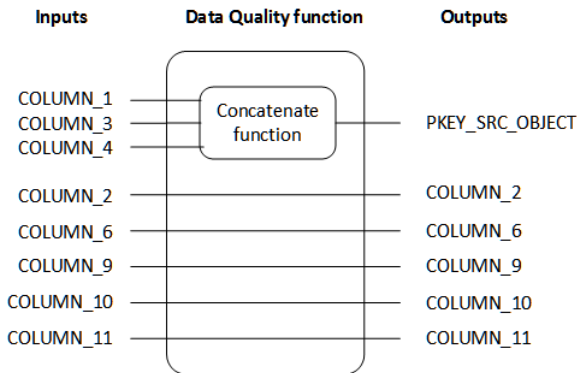 Inputs Data Quality function Outputs
COLUMN_1
COLUMN_3
COLUMN_4
Concatenate
function
PKEY_SRC_OBJECT
COLUMN_2 COLUMN_2
COLUMN_6 COLUMN_6
COLUMN_9 COLUMN_9
COLUMN_10 COLUMN_10
COLUMN_11 COLUMN_11